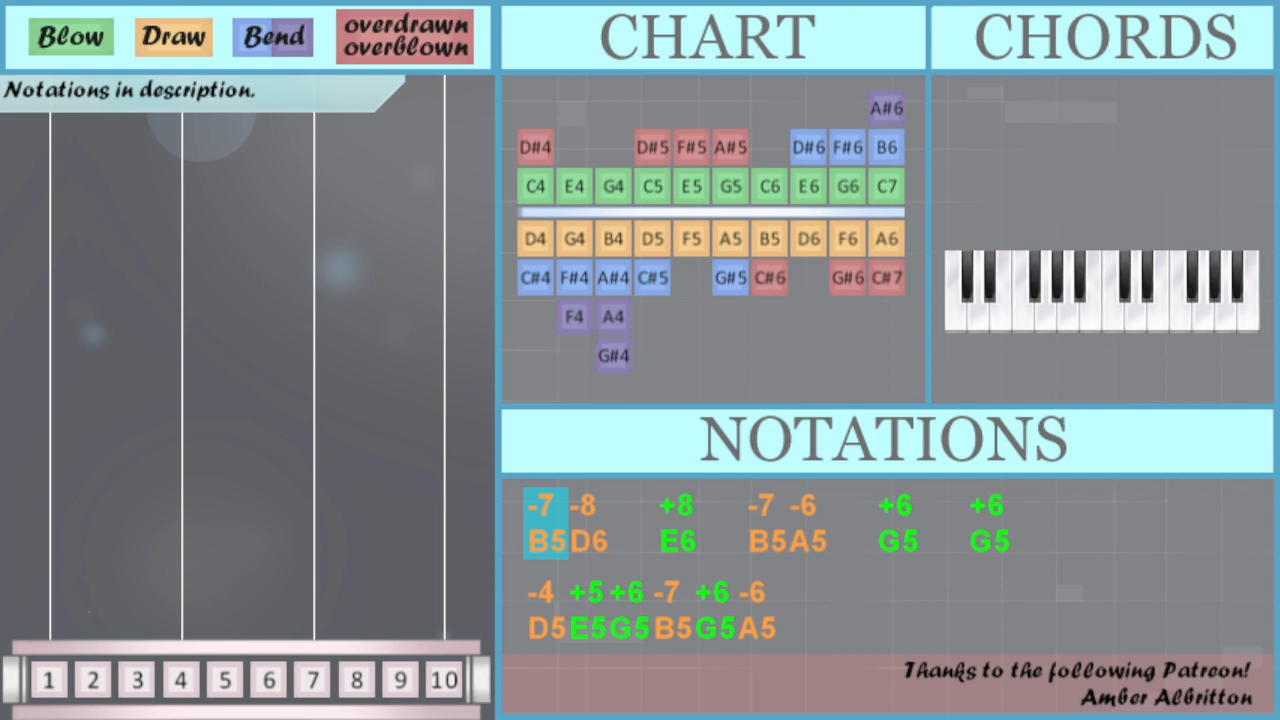 Blow Draw Bend overdrawn
overblown
CHART
CHORDS
Notations in description.
A#6
D#4 D#5 F#5 A#5 D#6 F#6 B6
C4 E4 G4 C5 E5 G5 C6 E6 G6 C7
D4 G4 B4 D5 F5 A5 B5 D6 F6 A6
C#4 F#4 A#4 C#5 G#5 C#6 G#6 C#7
F4 A4
G#4
NOTATIONS
-7 -8 +8 -7 -6 +6 +6
B5 D6 E6 B5 A5 G5 G5
-4 +5 +6 -7 +6 -6
D5 E5 G5 B5 G5 A5
1 2 3 4 5 6 7 8 9 10
Thanks to the following Patreon!
Amber Albritton